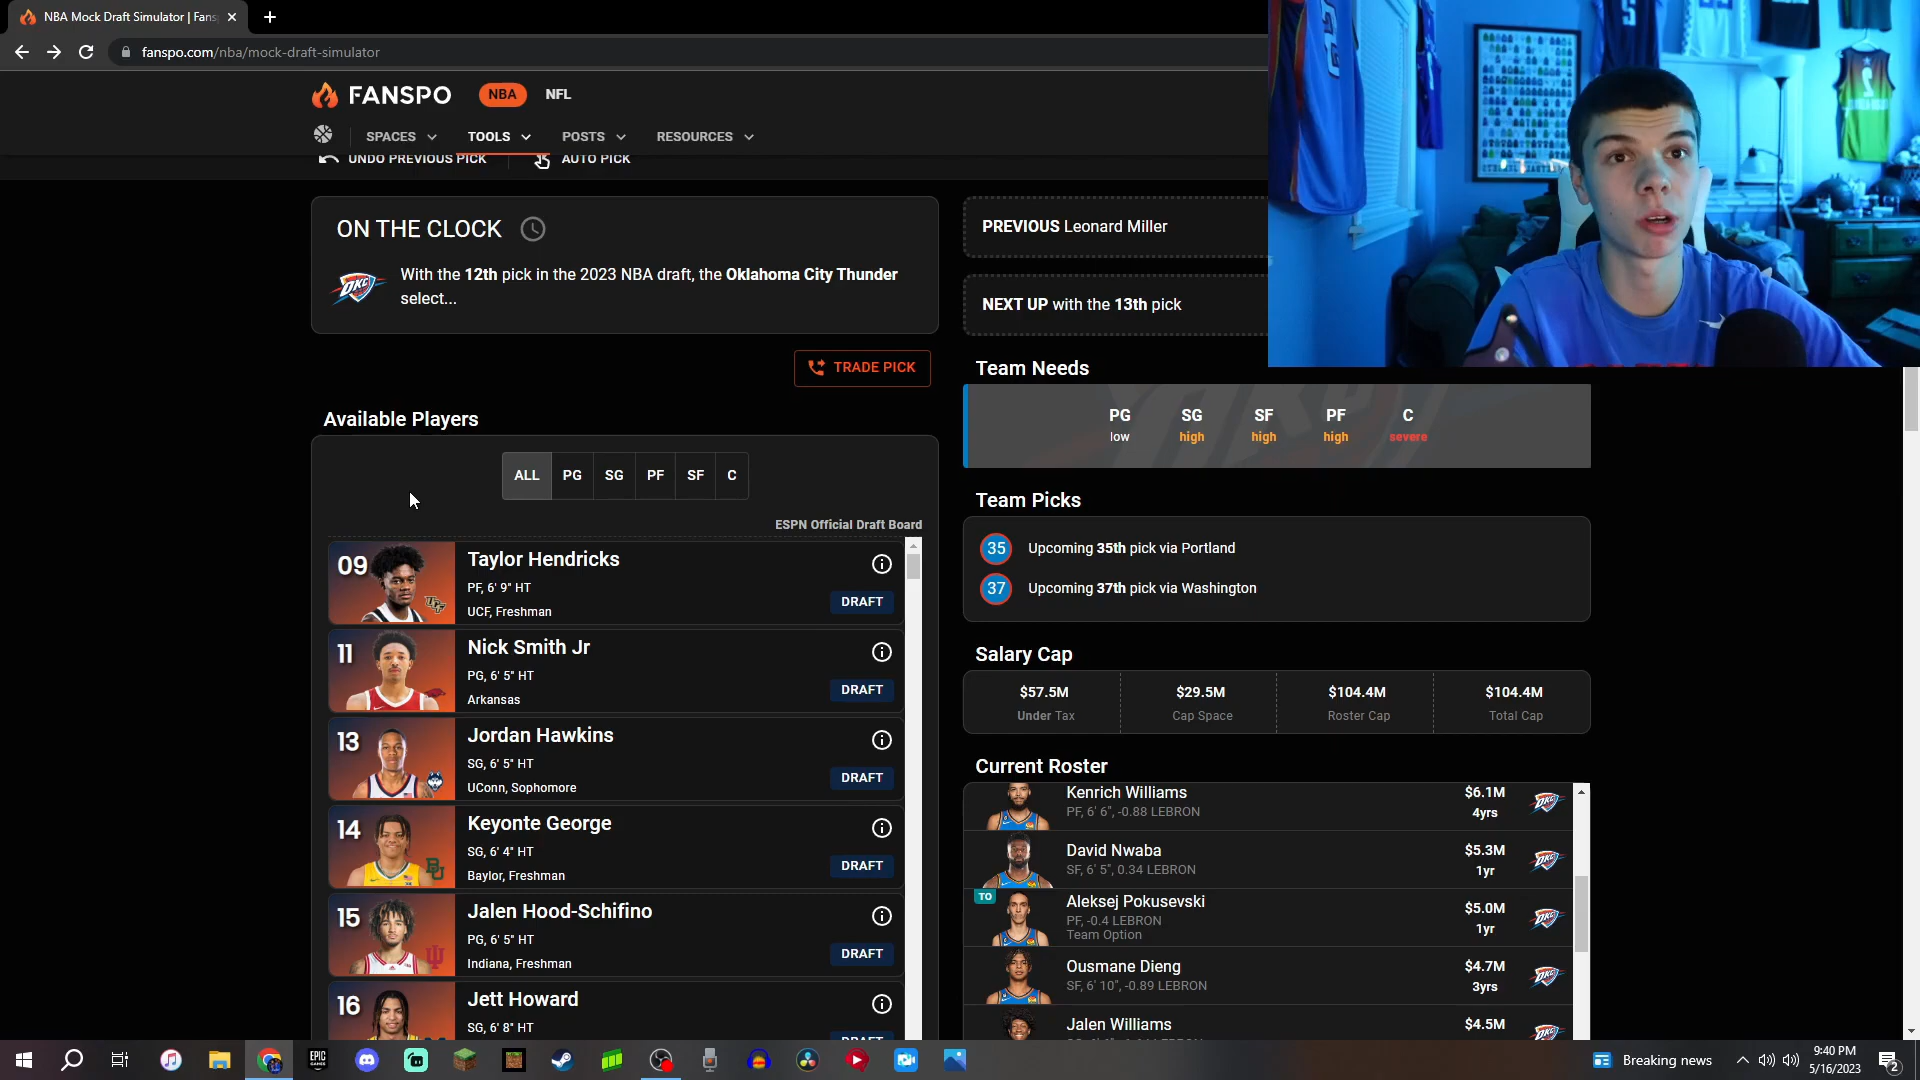 NBA Mock Draft Simulator | Fans
fanspo.com/nba/mock-draft-simulator
FANSPO NBA NFL
SPACES TOOLS POSTS RESOURCES
UNDO PREVIOUS PICK AUTO PICK
ON THE CLOCK
With the 12th pick in the 2023 NBA draft, the Oklahoma City Thunder
select...
OKC
PREVIOUS Leonard Miller
NEXT UP with the 13th pick
TRADE PICK
Available Players
ALL PG SG PF SF C
ESPN Official Draft Board
09 Taylor Hendricks
PF, 6' 9" HT
UCF, Freshman
DRAFT
11 Nick Smith Jr
PG, 6' 5" HT
Arkansas
DRAFT
13 Jordan Hawkins
SG, 6' 5" HT
UConn, Sophomore
DRAFT
14 Keyonte George
SG, 6' 4" HT
Baylor, Freshman
DRAFT
15 Jalen Hood-Schifino
PG, 6' 5" HT
Indiana, Freshman
DRAFT
16 Jett Howard
SG, 6' 8" HT
DRAFT
Team Needs
PG SG SF PF C
low high high high severe
Team Picks
35 Upcoming 35th pick via Portland
37 Upcoming 37th pick via Washington
Salary Cap
$57.5M $29.5M $104.4M $104.4M
Under Tax Cap Space Roster Cap Total Cap
Current Roster
Kenrich Williams $6.1M
PF, 6' 6", -0.88 LEBRON 4yrs
David Nwaba $5.3M
SF, 6' 5", 0.34 LEBRON 1yr
TO Aleksej Pokusevski $5.0M
PF, -0.4 LEBRON 1yr
Team Option
Ousmane Dieng $4.7M
SF, 6' 10", -0.89 LEBRON 3yrs
Jalen Williams $4.5M
EPIC GAMES
Breaking news
9:40 PM
5/16/2023
2